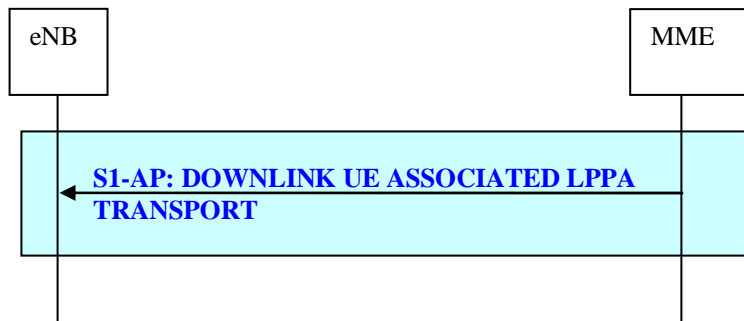 eNB
MME
S1-AP: DOWNLINK UE ASSOCIATED LPPA
TRANSPORT